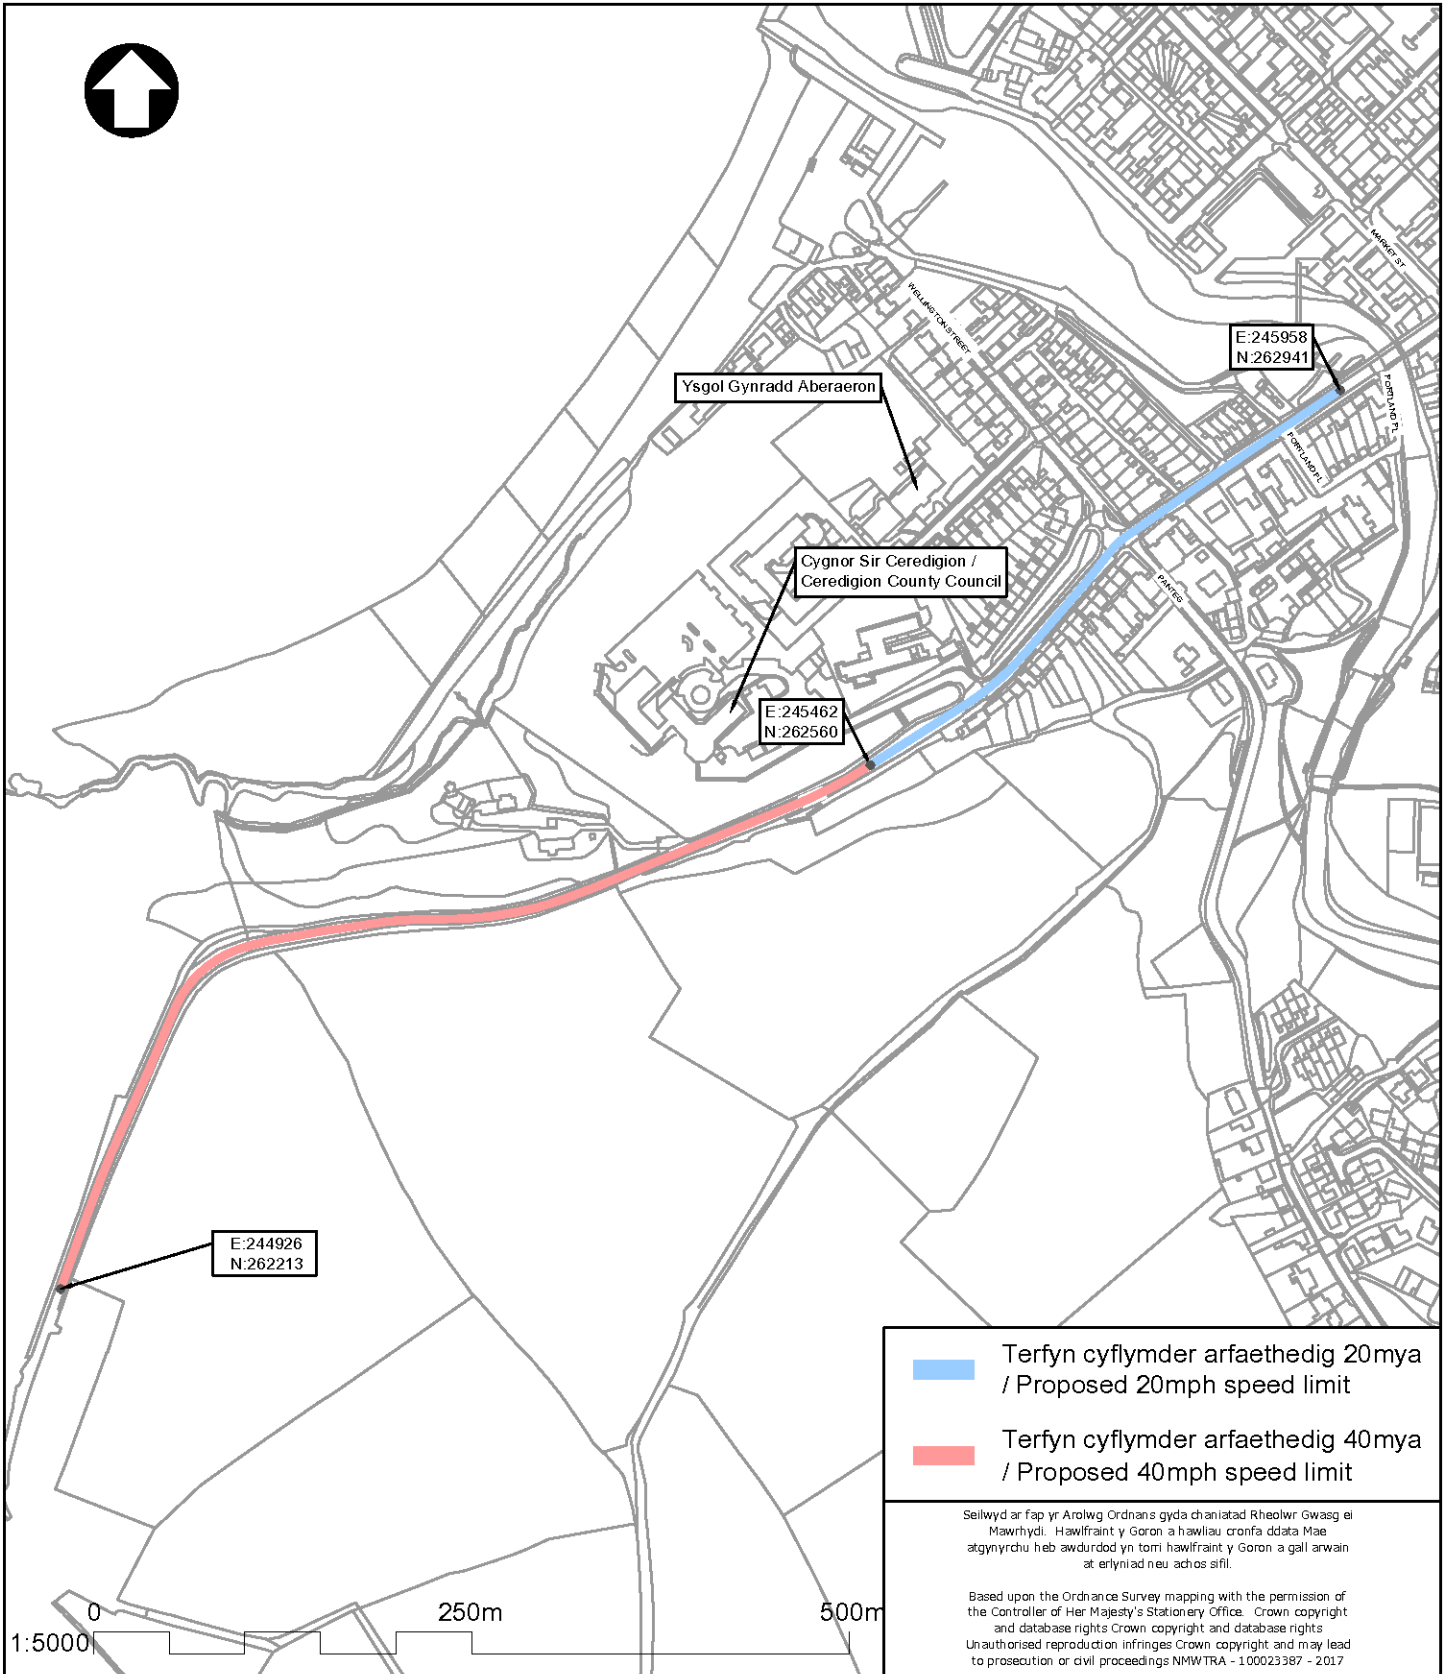 MARKET ST
WELLINGTON STREET
E:245958
N:262941
Ysgol Gynradd Aberaeron
PORTLAND PL
PORTLAND PL
Cygnor Sir Ceredigion /
Ceredigion County Council
PANTEG
E:245462
N:262560
E:244926
N:262213
Terfyn cyflymder arfaethedig 20mya
/ Proposed 20mph speed limit
Terfyn cyflymder arfaethedig 40mya
/ Proposed 40mph speed limit
Seilwyd ar fap yr Arolwg Ordnans gyda chaniatad Rheolwr Gwasg ei
Mawrhydi. Hawlfraint y Goron a hawliau cronfa ddata Mae
atgynyrchu heb awdurdod yn torri hawlfraint y Goron a gall arwain
at erlyniad neu achos sifil.
Based upon the Ordnance Survey mapping with the permission of
the Controller of Her Majesty's Stationery Office. Crown copyright
and database rights Crown copyright and database rights
Unauthorised reproduction infringes Crown copyright and may lead
to prosecution or civil proceedings NMWTRA - 100023387 - 2017
0 250m 500m
1:5000